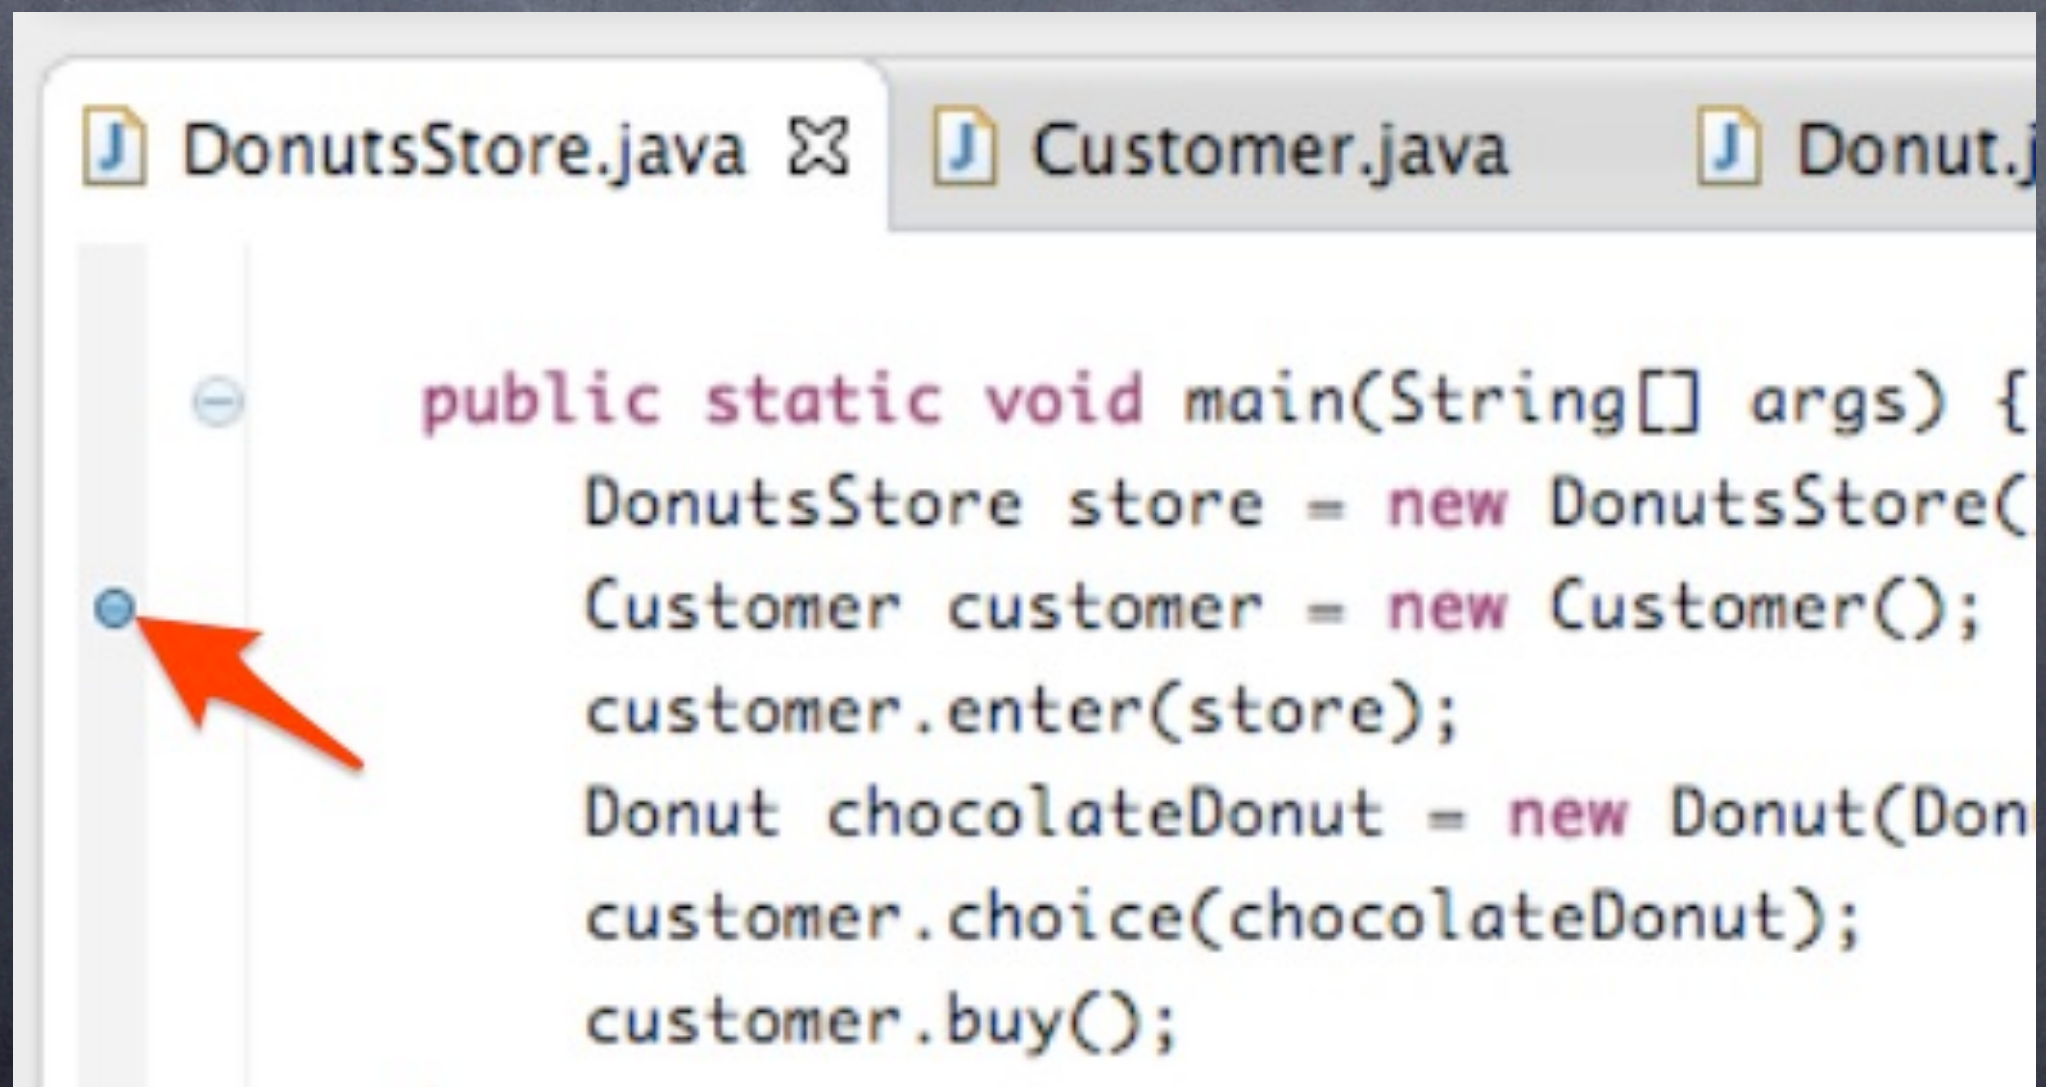 DonutsStore.java Customer.java Donut.j
public static void main(String[] args) {
DonutsStore store = new DonutsStore(
Customer customer = new Customer();
customer.enter(store);
Donut chocolateDonut = new Donut(Don
customer.choice(chocolateDonut);
customer.buy();